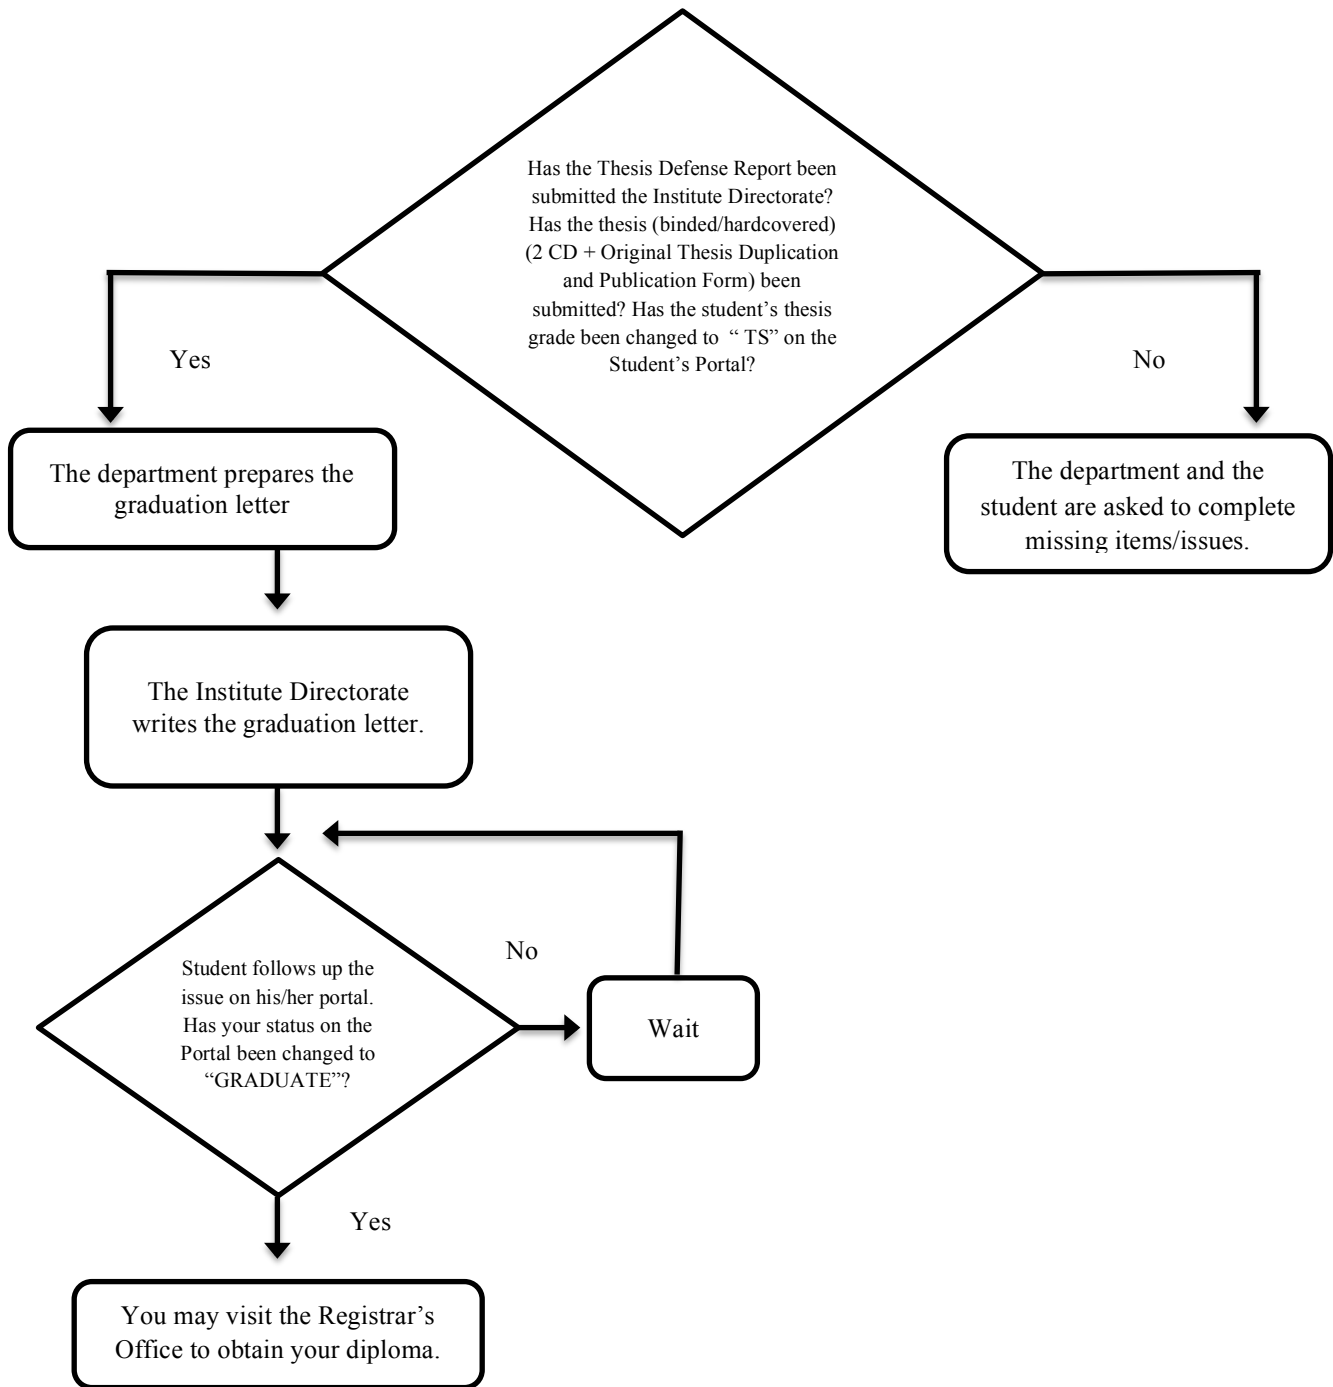 Has the Thesis Defense Report been
submitted the Institute Directorate?
Has the thesis (binded/hardcovered)
(2 CD + Original Thesis Duplication
and Publication Form) been
submitted? Has the student’s thesis
grade been changed to “ TS” on the
Student’s Portal?
Yes
No
The department prepares the
graduation letter
The department and the
student are asked to complete
missing items/issues.
The Institute Directorate
writes the graduation letter.
Student follows up the
issue on his/her portal.
Has your status on the
Portal been changed to
“GRADUATE”?
No
Wait
Yes
You may visit the Registrar’s
Office to obtain your diploma.